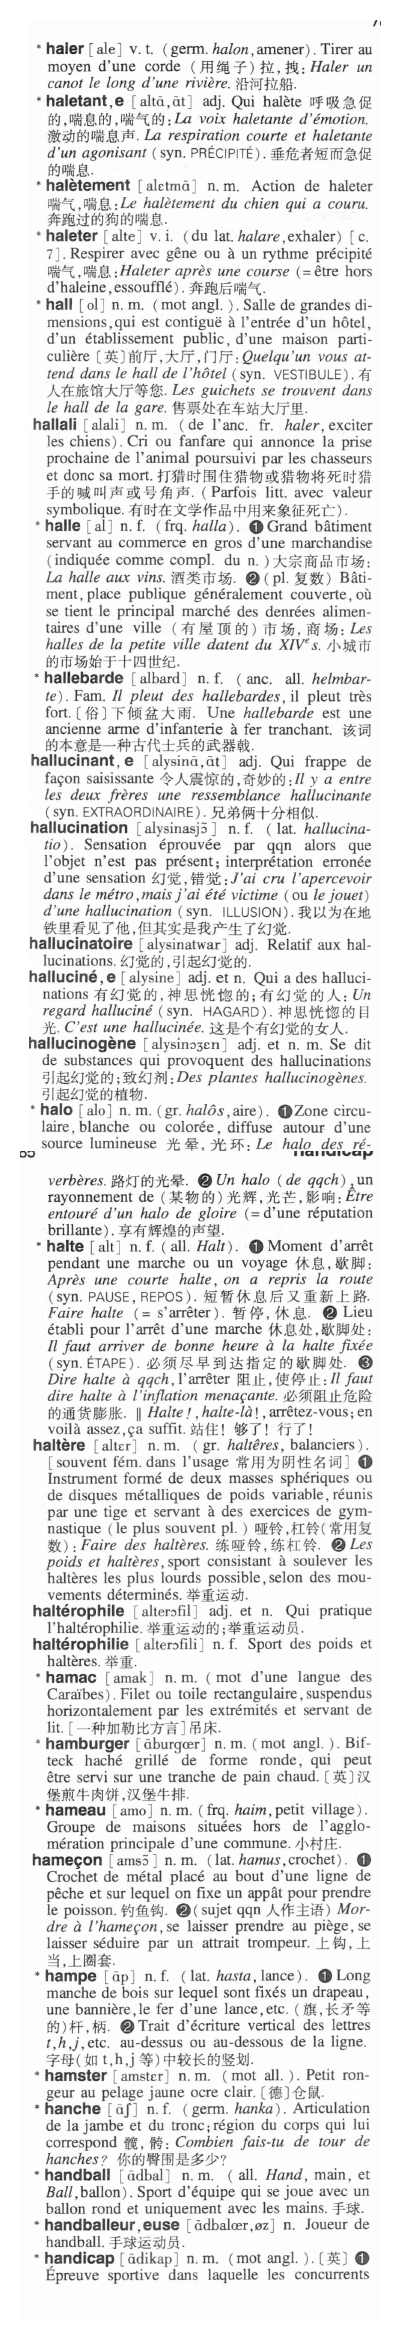 * haler [ale] v. t. (germ. halon,amener). Tirer au
moyen d'une corde (用绳子)拉,拽: Haler un
canot le long d'une rivière. 沿河拉船.
* haletant,e [altɑ̃,ɑ̃t] adj. Qui halète 呼吸急促
的,喘息的,喘气的: La voix haletante d'émotion.
激动的喘息声. La respiration courte et haletante
d'un agonisant (syn. PRÉCIPITÉ). 垂危者短而急促
的喘息.
* halètement [alɛtmɑ̃] n. m. Action de haleter
喘气,喘息: Le halètement du chien qui a couru.
奔跑过的狗的喘息.
* haleter [alte] v. i. (du lat. halare,exhaler) [c.
7]. Respirer avec gêne ou à un rythme précipité
喘气,喘息: Haleter après une course (=être hors
d'haleine,essoufflé). 奔跑后喘气.
* hall [ol] n. m. (mot angl. ). Salle de grandes di-
mensions,qui est contiguë à l'entrée d'un hôtel,
d'un établissement public, d'une maison parti-
culière [英]前厅,大厅,门厅: Quelqu'un vous at-
tend dans le hall de l'hôtel (syn. VESTIBULE). 有
人在旅馆大厅等您. Les guichets se trouvent dans
le hall de la gare. 售票处在车站大厅里.
hallali [alali] n. m. (de l'anc. fr. haler, exciter
les chiens). Cri ou fanfare qui annonce la prise
prochaine de l'animal poursuivi par les chasseurs
et donc sa mort. 打猎时围住猎物或猎物将死时猎
手的喊叫声或号角声. (Parfois litt. avec valeur
symbolique. 有时在文学作品中用来象征死亡).
* halle [al] n. f. (frq. halla). ❶ Grand bâtiment
servant au commerce en gros d'une marchandise
(indiquée comme compl. du n. )大宗商品市场:
La halle aux vins. 酒类市场. ❷ (pl. 复数) Bâti-
ment, place publique généralement couverte, où
se tient le principal marché des denrées alimen-
taires d'une ville (有屋顶的)市场,商场: Les
halles de la petite ville datent du XIVe s. 小城市
的市场始于十四世纪.
* hallebarde [albard] n. f. (anc. all. helmbar-
te). Fam. Il pleut des hallebardes, il pleut très
fort. [俗]下倾盆大雨. Une hallebarde est une
ancienne arme d'infanterie à fer tranchant. 该词
的本意是一种古代士兵的武器戟.
hallucinant, e [alysinɑ̃,ɑ̃t] adj. Qui frappe de
façon saisissante 令人震惊的,奇妙的: Il y a entre
les deux frères une ressemblance hallucinante
(syn. EXTRAORDINAIRE). 兄弟俩十分相似.
hallucination [alysinasjɔ̃] n. f. (lat. hallucina-
tio). Sensation éprouvée par qqn alors que
l'objet n'est pas présent; interprétation erronée
d'une sensation 幻觉,错觉: J'ai cru l'apercevoir
dans le métro,mais j'ai été victime (ou le jouet)
d'une hallucination (syn. ILLUSION). 我以为在地
铁里看见了他,但其实是我产生了幻觉.
hallucinatoire [alysinatwar] adj. Relatif aux hal-
lucinations. 幻觉的,引起幻觉的.
halluciné, e [alysine] adj. et n. Qui a des halluci-
nations 有幻觉的,神思恍惚的;有幻觉的人: Un
regard halluciné (syn. HAGARD). 神思恍惚的目
光. C'est une hallucinée. 这是个有幻觉的女人.
hallucinogène [alysinɔʒɛn] adj. et n. m. Se dit
de substances qui provoquent des hallucinations
引起幻觉的;致幻剂: Des plantes hallucinogènes.
引起幻觉的植物.
* halo [alo] n. m. (gr. halôs,aire). ❶ Zone circu-
laire, blanche ou colorée, diffuse autour d'une
source lumineuse 光晕,光环: Le halo des ré-
handicap
verbères. 路灯的光晕. ❷ Un halo (de qqch),un
rayonnement de (某物的)光辉,光芒,影响: Être
entouré d'un halo de gloire (=d'une réputation
brillante). 享有辉煌的声望.
* halte [alt] n. f. (all. Halt). ❶ Moment d'arrêt
pendant une marche ou un voyage 休息,歇脚:
Après une courte halte, on a repris la route
(syn. PAUSE, REPOS). 短暂休息后又重新上路.
Faire halte (= s'arrêter). 暂停,休息. ❷ Lieu
établi pour l'arrêt d'une marche 休息处,歇脚处:
Il faut arriver de bonne heure à la halte fixée
(syn. ÉTAPE). 必须尽早到达指定的歇脚处. ❸
Dire halte à qqch,l'arrêter 阻止,使停止: Il faut
dire halte à l'inflation menaçante. 必须阻止危险
的通货膨胀. ‖ Halte!,halte-là!,arrêtez-vous; en
voilà assez,ça suffit. 站住! 够了! 行了!
haltère [altɛr] n. m. (gr. haltêres, balanciers).
[souvent fém. dans l'usage 常用为阴性名词] ❶
Instrument formé de deux masses sphériques ou
de disques métalliques de poids variable, réunis
par une tige et servant à des exercices de gym-
nastique (le plus souvent pl. ) 哑铃,杠铃(常用复
数): Faire des haltères. 练哑铃,练杠铃. ❷ Les
poids et haltères,sport consistant à soulever les
haltères les plus lourds possible,selon des mou-
vements déterminés. 举重运动.
haltérophile [alterɔfil] adj. et n. Qui pratique
l'haltérophilie. 举重运动的;举重运动员.
haltérophilie [alterɔfili] n. f. Sport des poids et
haltères. 举重.
* hamac [amak] n. m. (mot d'une langue des
Caraïbes). Filet ou toile rectangulaire, suspendus
horizontalement par les extrémités et servant de
lit. [一种加勒比方言]吊床.
* hamburger [ɑ̃burgœr] n. m. (mot angl. ). Bif-
teck haché grillé de forme ronde, qui peut
être servi sur une tranche de pain chaud. [英]汉
堡煎牛肉饼,汉堡牛排.
* hameau [amo] n. m. (frq. haim,petit village).
Groupe de maisons situées hors de l'agglo-
mération principale d'une commune. 小村庄.
hameçon [amsɔ̃] n. m. (lat. hamus,crochet). ❶
Crochet de métal placé au bout d'une ligne de
pêche et sur lequel on fixe un appât pour prendre
le poisson. 钓鱼钩. ❷ (sujet qqn 人作主语) Mor-
dre à l'hameçon, se laisser prendre au piège, se
laisser séduire par un attrait trompeur. 上钩,上
当,上圈套.
* hampe [ɑ̃p] n. f. (lat. hasta, lance). ❶ Long
manche de bois sur lequel sont fixés un drapeau,
une bannière,le fer d'une lance,etc. (旗,长矛等
的)杆,柄. ❷ Trait d'écriture vertical des lettres
t,h,j,etc. au-dessus ou au-dessous de la ligne.
字母(如 t,h,j 等)中较长的竖划.
* hamster [amstɛr] n. m. (mot all. ). Petit ron-
geur au pelage jaune ocre clair. [德]仓鼠.
* hanche [ɑ̃ʃ] n. f. (germ. hanka). Articulation
de la jambe et du tronc; région du corps qui lui
correspond 髋,胯: Combien fais-tu de tour de
hanches? 你的臀围是多少?
* handball [ɑ̃dbal] n. m. (all. Hand, main, et
Ball,ballon). Sport d'équipe qui se joue avec un
ballon rond et uniquement avec les mains. 手球.
* handballeur, euse [ɑ̃dbalœr,øz] n. Joueur de
handball. 手球运动员.
* handicap [ɑ̃dikap] n. m. (mot angl. ). [英] ❶
Épreuve sportive dans laquelle les concurrents